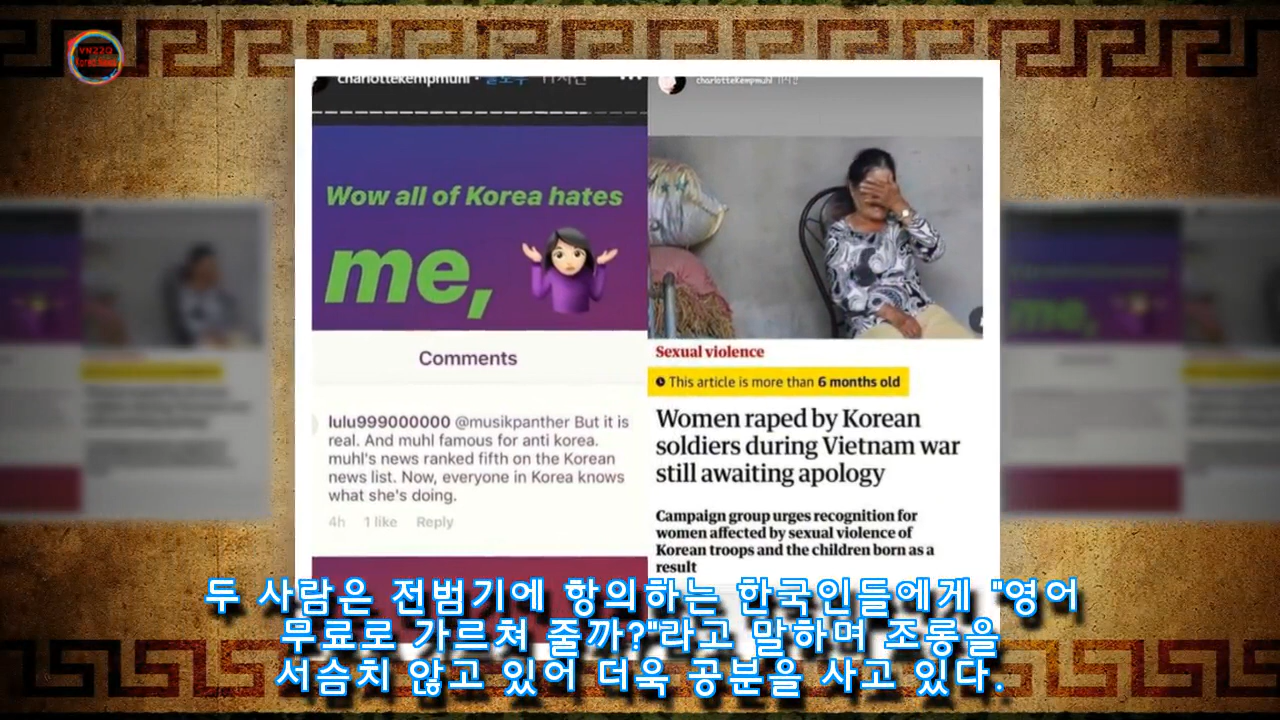 VN22Q
Korea News
charlottekempmuhl
charlottekempmuhl
Wow all of Korea hates
me,
Comments
lulu999000000 @musikpanther But it is
real. And muhl famous for anti korea.
muhl's news ranked fifth on the Korean
news list. Now, everyone in Korea knows
what she's doing.
4h 1 like Reply
Sexual violence
This article is more than 6 months old
Women raped by Korean
soldiers during Vietnam war
still awaiting apology
Campaign group urges recognition for
women affected by sexual violence of
Korean troops and the children born as a
result
두 사람은 전범기에 항의하는 한국인들에게 "영어
무료로 가르쳐 줄까?"라고 말하며 조롱을
서슴치 않고 있어 더욱 공분을 사고 있다.